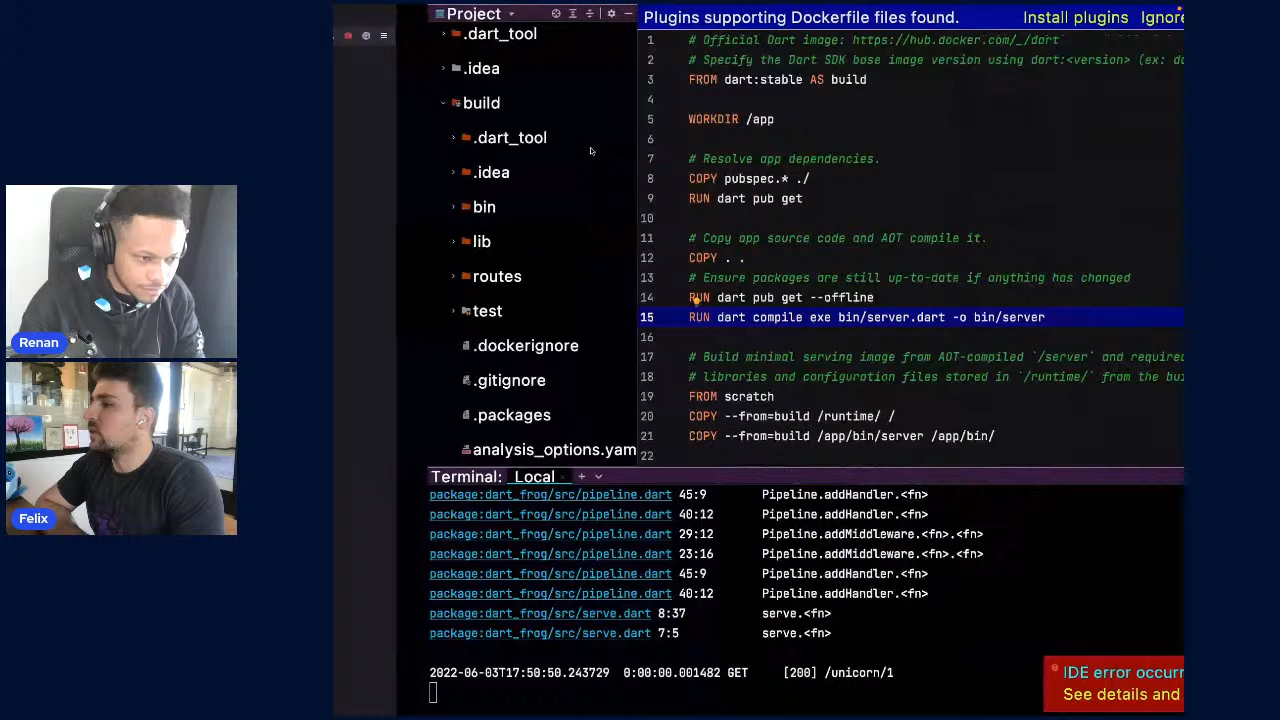 Project
.dart_tool
.idea
build
.dart_tool
.idea
bin
lib
routes
test
.dockerignore
.gitignore
.packages
analysis_options.yam
Plugins supporting Dockerfile files found. Install plugins Ignore
1 # Official Dart image: https://hub.docker.com/_/dart
2 # Specify the Dart SDK base image version using dart:<version> (ex: da
3 FROM dart:stable AS build
4
5 WORKDIR /app
6
7 # Resolve app dependencies.
8 COPY pubspec.* ./
9 RUN dart pub get
10
11 # Copy app source code and AOT compile it.
12 COPY . .
13 # Ensure packages are still up-to-date if anything has changed
14 RUN dart pub get --offline
15 RUN dart compile exe bin/server.dart -o bin/server
16
17 # Build minimal serving image from AOT-compiled `/server` and required
18 # libraries and configuration files stored in `/runtime/` from the bui
19 FROM scratch
20 COPY --from=build /runtime/ /
21 COPY --from=build /app/bin/server /app/bin/
22
Renan
Felix
Terminal: Local
package:dart_frog/src/pipeline.dart 45:9 Pipeline.addHandler.<fn>
package:dart_frog/src/pipeline.dart 40:12 Pipeline.addHandler.<fn>
package:dart_frog/src/pipeline.dart 29:12 Pipeline.addMiddleware.<fn>.<fn>
package:dart_frog/src/pipeline.dart 23:16 Pipeline.addMiddleware.<fn>.<fn>
package:dart_frog/src/pipeline.dart 45:9 Pipeline.addHandler.<fn>
package:dart_frog/src/pipeline.dart 40:12 Pipeline.addHandler.<fn>
package:dart_frog/src/serve.dart 8:37 serve.<fn>
package:dart_frog/src/serve.dart 7:5 serve.<fn>
2022-06-03T17:50:50.243729 0:00:00.001482 GET [200] /unicorn/1
IDE error occurr
See details and